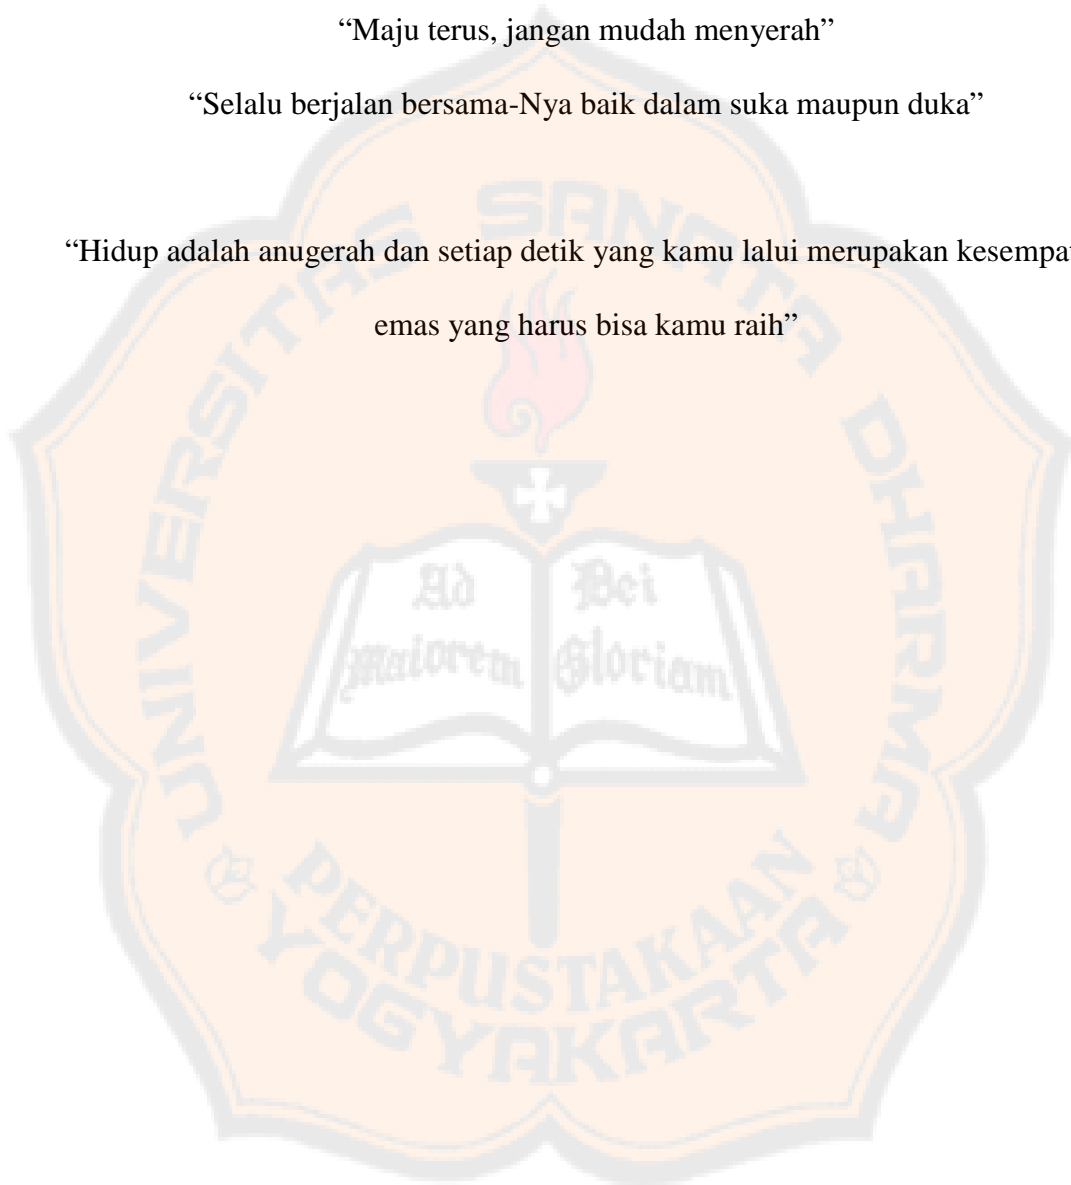 “Maju terus, jangan mudah menyerah”
“Selalu berjalan bersama-Nya baik dalam suka maupun duka”
“Hidup adalah anugerah dan setiap detik yang kamu lalui merupakan kesempa
emas yang harus bisa kamu raih”
UNIVERSITAS SANATA DHARMA
Ad Dei
Maiorem Gloriam
PERPUSTAKAAN
YOGYAKARTA